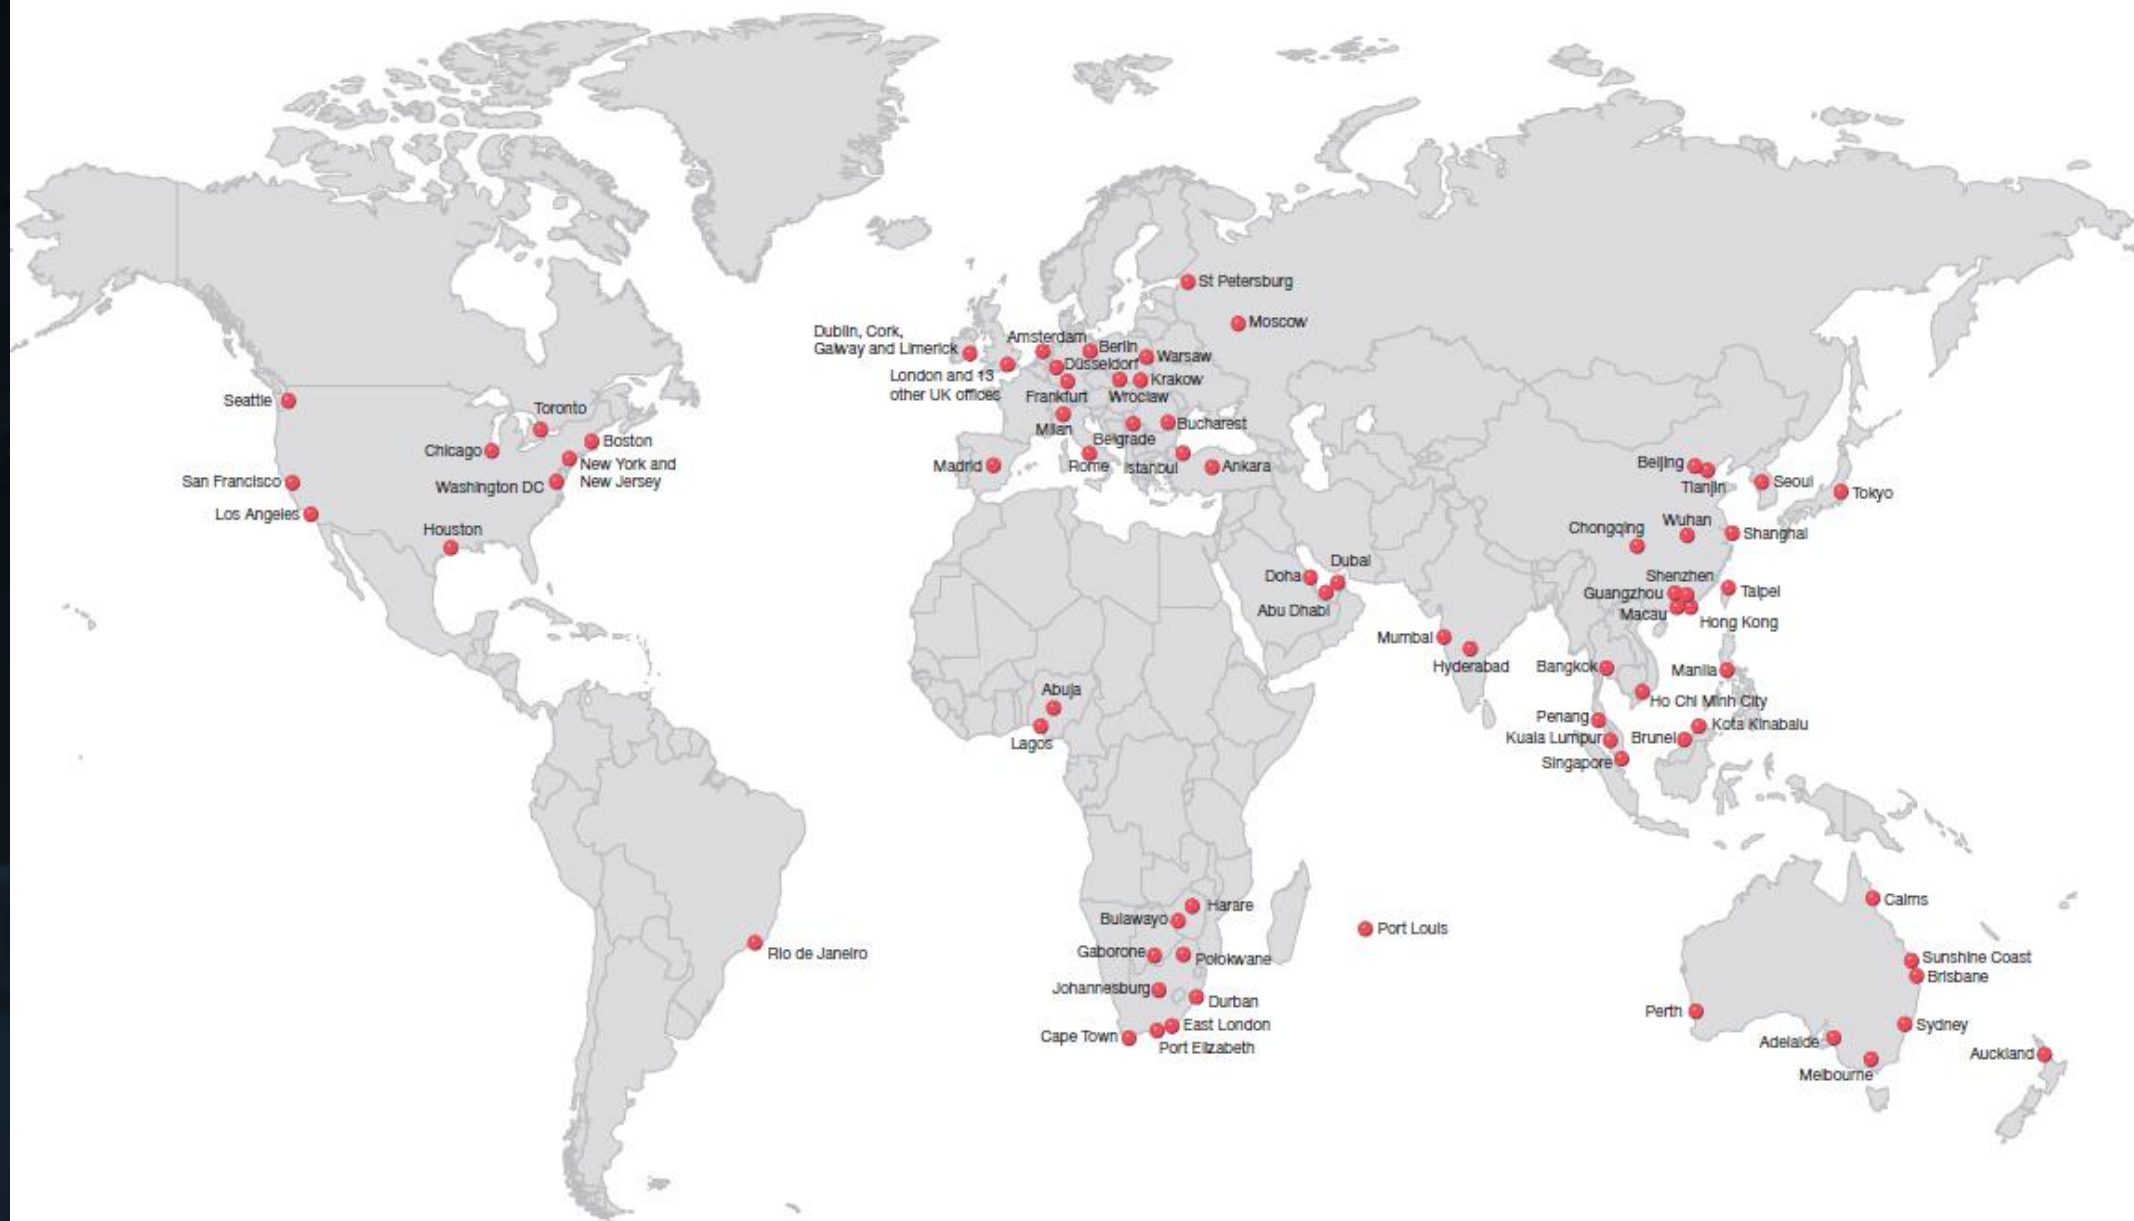 St Petersburg
Moscow
Dublin, Cork,
Galway and Limerick
Amsterdam
Berlin
Warsaw
Düsseldorf
London and 13
other UK offices
Krakow
Frankfurt
Wroclaw
Milan
Bucharest
Belgrade
Madrid
Rome
Istanbul
Ankara
Seattle
Toronto
Chicago
Boston
New York and
New Jersey
San Francisco
Washington DC
Los Angeles
Houston
Beijing
Tianjin
Seoul
Tokyo
Chongqing
Wuhan
Shanghai
Doha
Dubai
Abu Dhabi
Shenzhen
Guangzhou
Taipei
Macau
Hong Kong
Mumbai
Hyderabad
Bangkok
Manila
Ho Chi Minh City
Abuja
Lagos
Penang
Kota Kinabalu
Kuala Lumpur
Brunei
Singapore
Harare
Bulawayo
Port Louis
Gaborone
Polokwane
Rio de Janeiro
Johannesburg
Durban
East London
Cape Town
Port Elizabeth
Cairns
Sunshine Coast
Brisbane
Perth
Sydney
Adelaide
Auckland
Melbourne